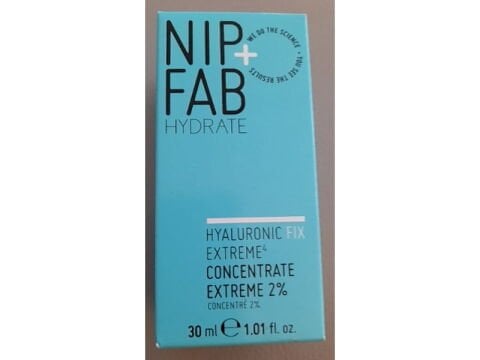 NIP+
FAB
HYDRATE
WE DO THE SCIENCE • YOU SEE THE RESULTS
HYALURONIC FIX
EXTREME⁴
CONCENTRATE
EXTREME 2%
CONCENTRÉ 2%
30 ml ℮ 1.01 fl. oz.